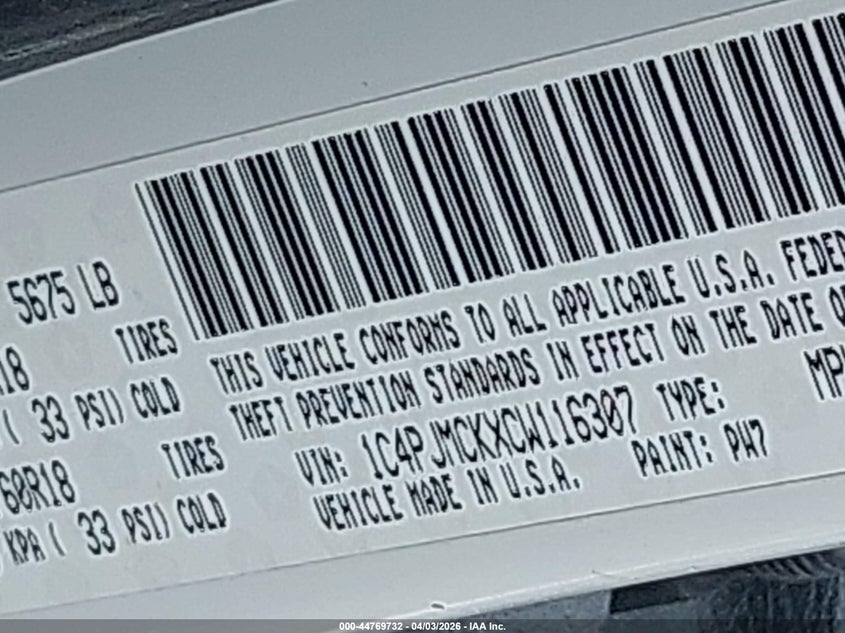 5675 LB
R18 TIRES
( 33 PSI) COLD
60R18 TIRES
KPA ( 33 PSI) COLD
THIS VEHICLE CONFORMS TO ALL APPLICABLE U.S.A. FEDER
THEFT PREVENTION STANDARDS IN EFFECT ON THE DATE O
VIN: 1C4PJMCKXCW116307 TYPE: MP
VEHICLE MADE IN U.S.A. PAINT: PW7
000-44769732 - 04/03/2026 - IAA Inc.